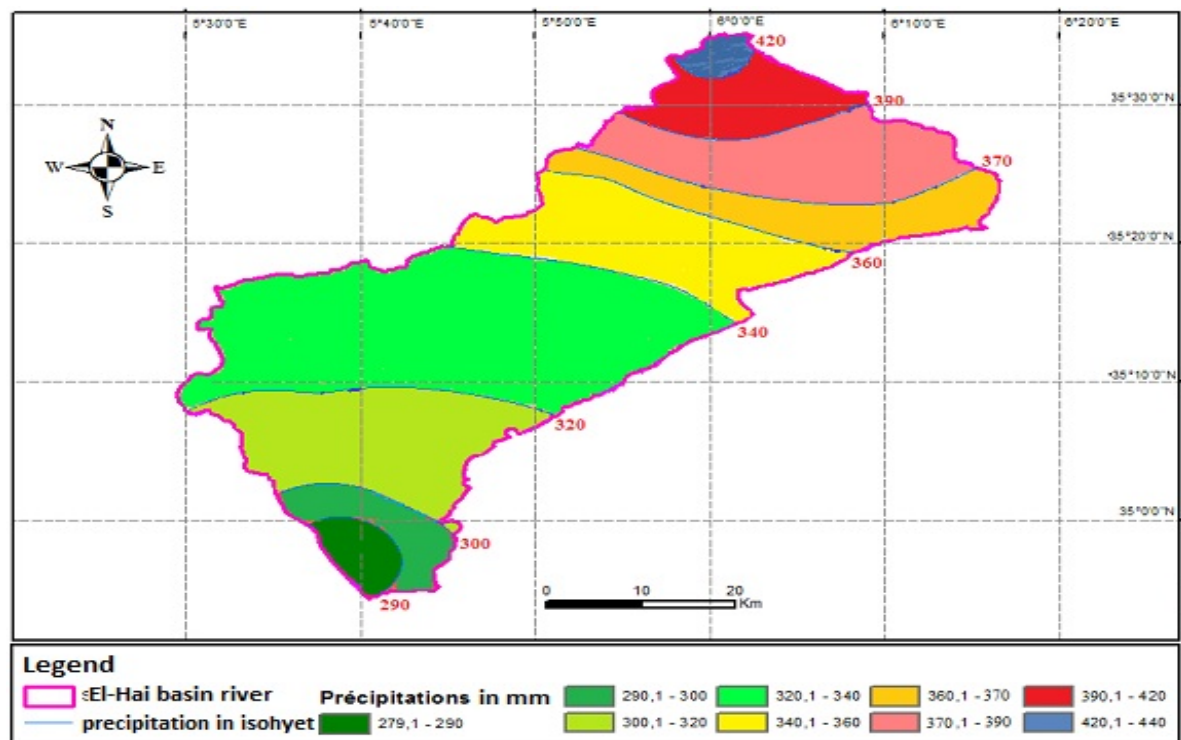 5°30'0"E 5°40'0"E 5°50'0"E 6°0'0"E 6°10'0"E 6°20'0"E
420
390
35°30'0"N
N
W E
S
370
35°20'0"N
360
340
35°10'0"N
320
35°0'0"N
300
290
0 10 20
Km
Legend
sEl-Hai basin river
precipitation in isohyet
Précipitations in mm
279,1 - 290
290,1 - 300
300,1 - 320
320,1 - 340
340,1 - 360
360,1 - 370
370,1 - 390
390,1 - 420
420,1 - 440